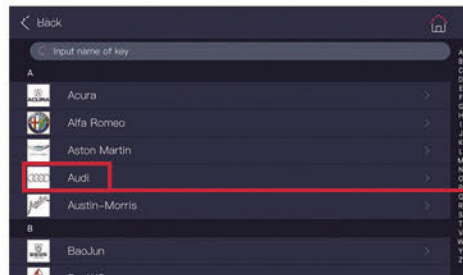 Back
Input name of key
A
Acura
Alfa Romeo
Aston Martin
Audi
Austin-Morris
B
BaoJun